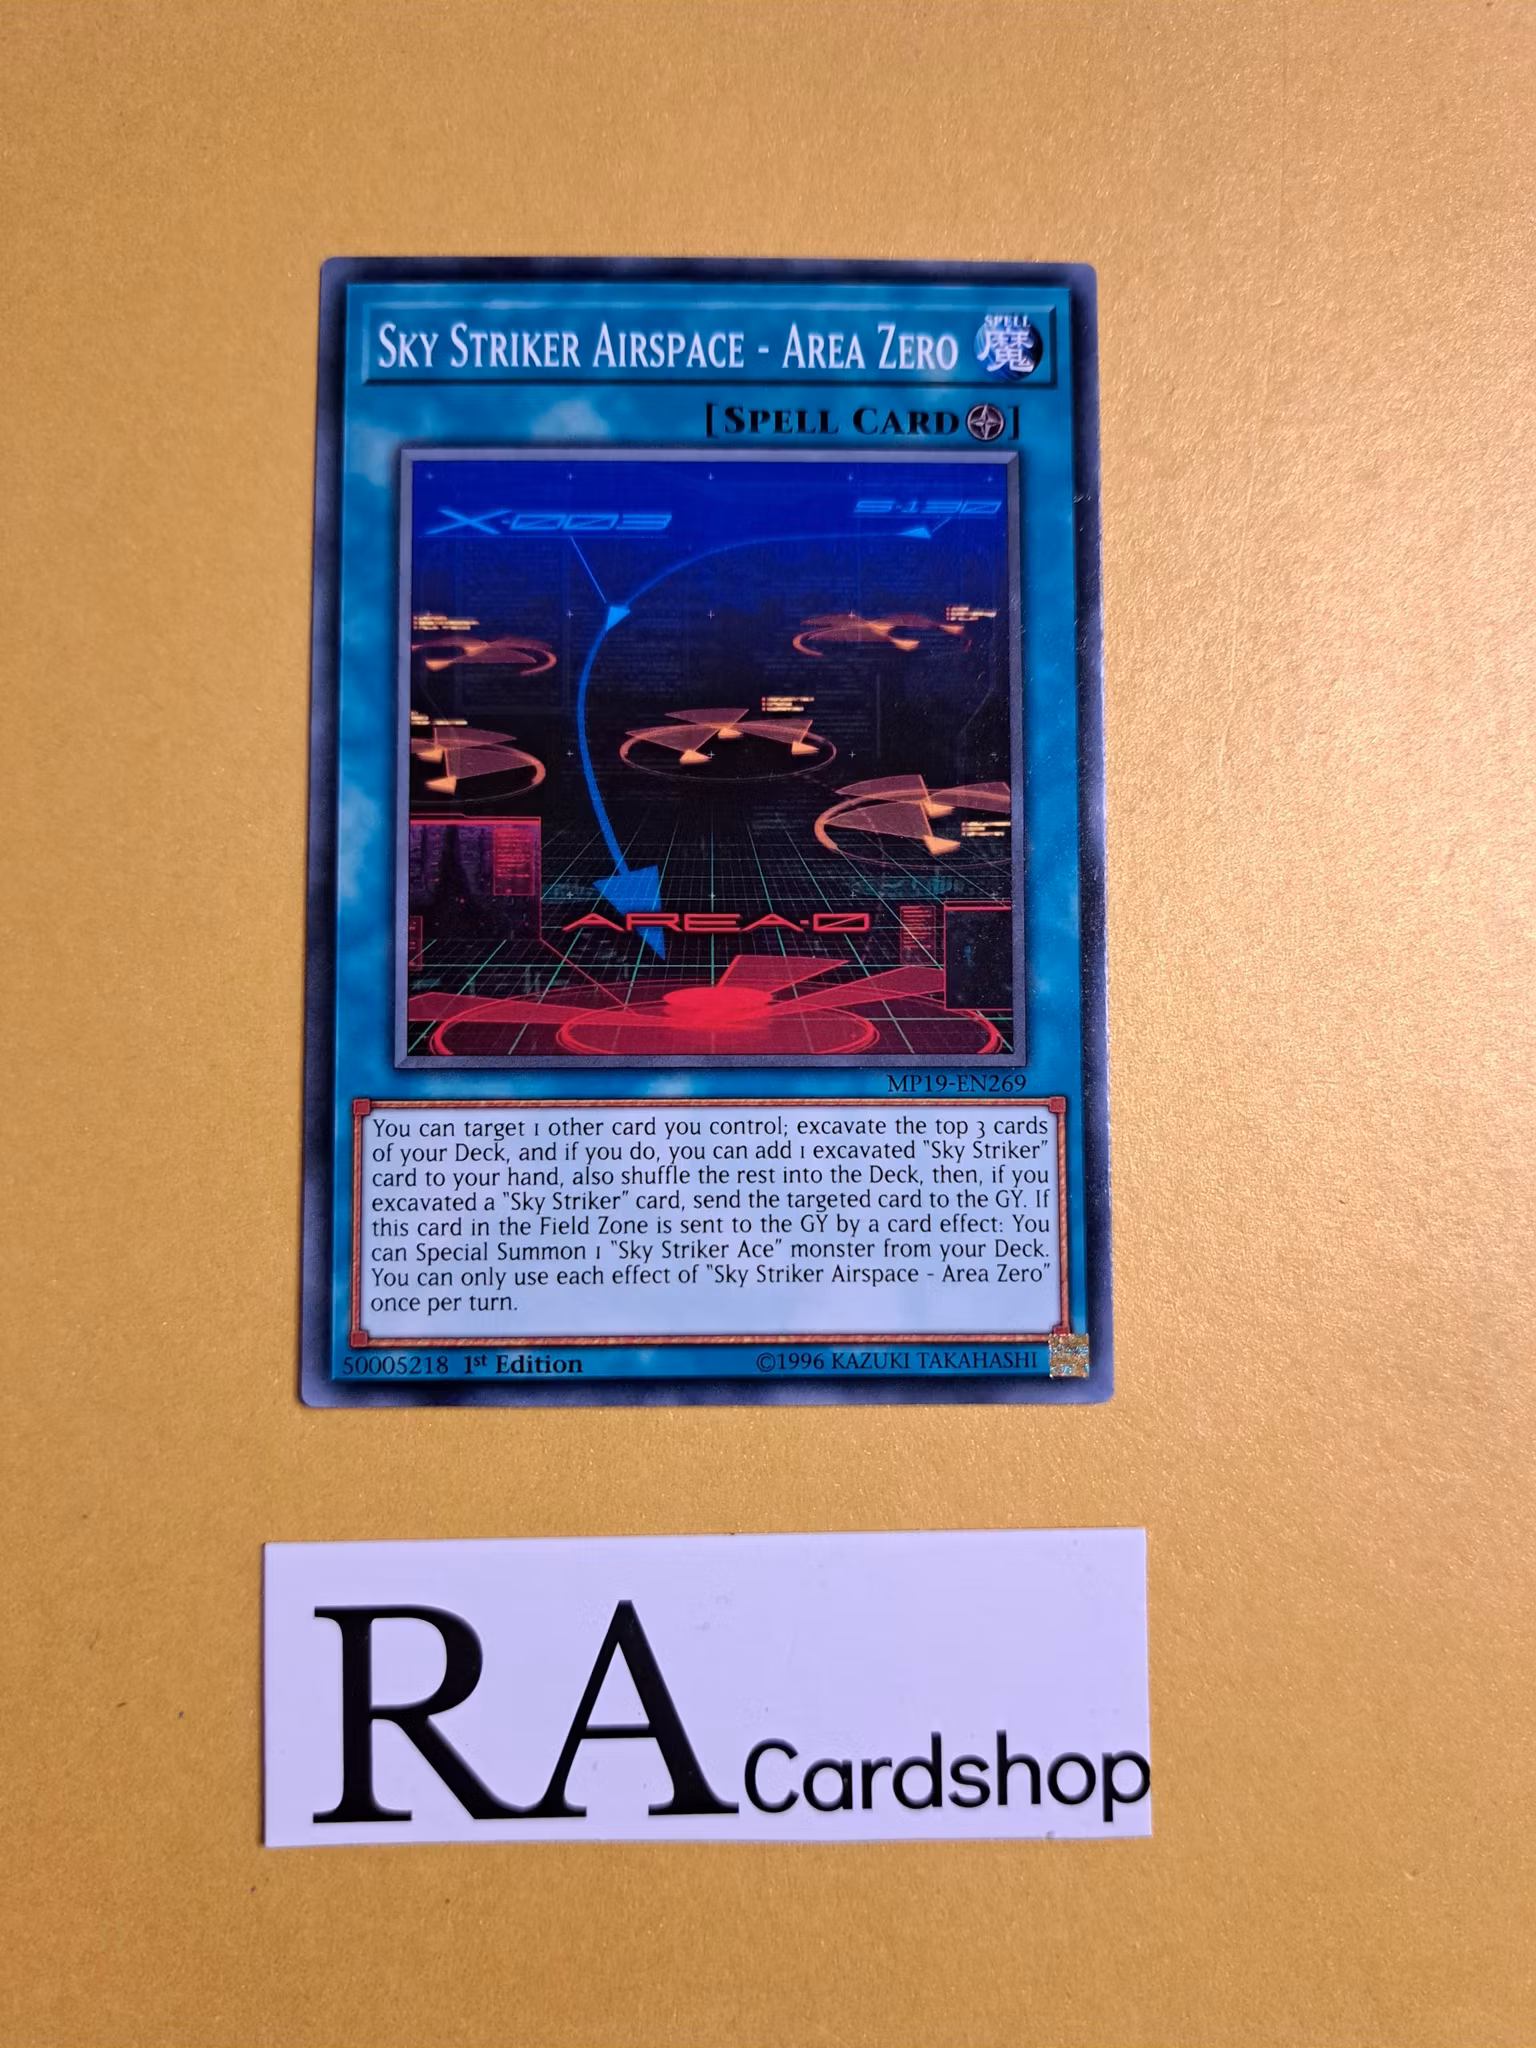 SKY STRIKER AIRSPACE - AREA ZERO
SPELL
魔
[SPELL CARD]
X-003
S-130
AREA-0
MP19-EN269
You can target 1 other card you control; excavate the top 3 cards
of your Deck, and if you do, you can add 1 excavated "Sky Striker"
card to your hand, also shuffle the rest into the Deck, then, if you
excavated a "Sky Striker" card, send the targeted card to the GY. If
this card in the Field Zone is sent to the GY by a card effect: You
can Special Summon 1 "Sky Striker Ace" monster from your Deck.
You can only use each effect of "Sky Striker Airspace - Area Zero"
once per turn.
50005218 1st Edition
©1996 KAZUKI TAKAHASHI
RA Cardshop